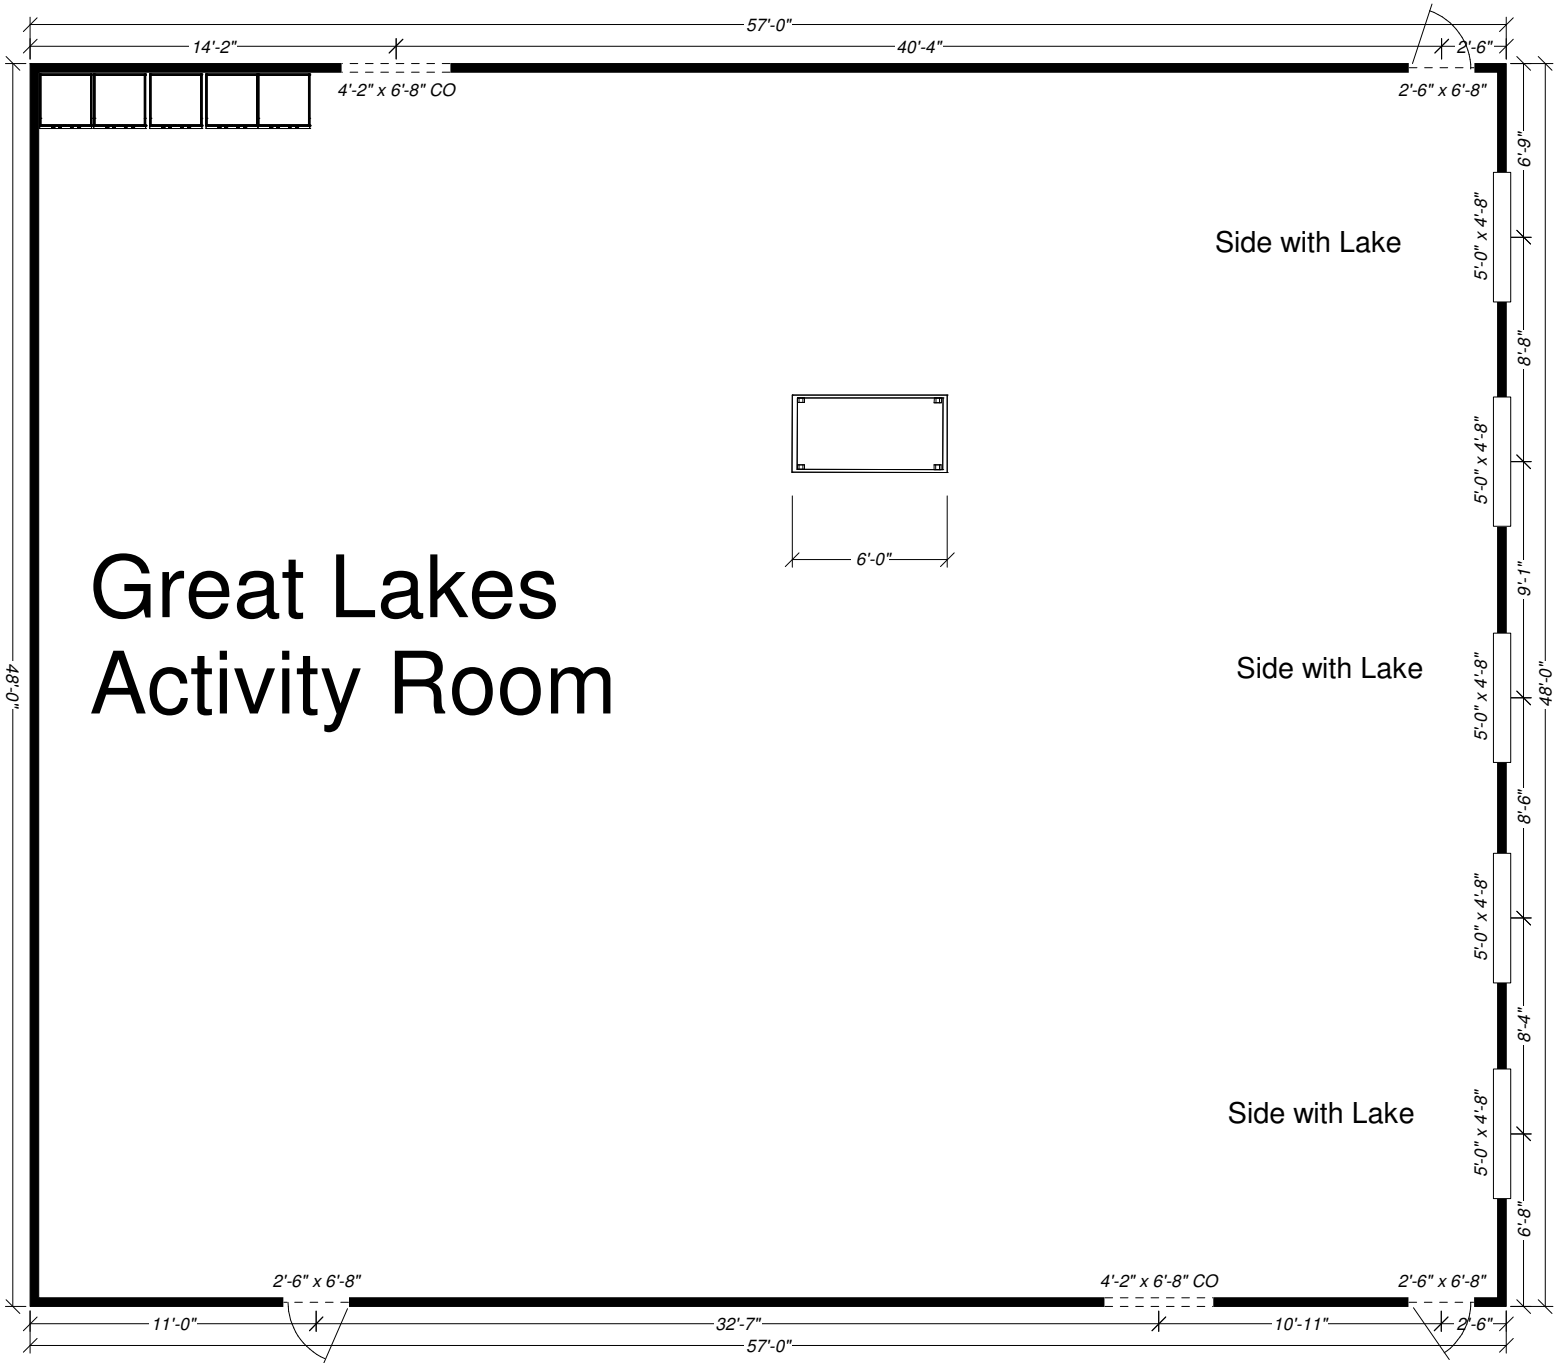 57'-0"
14'-2" 40'-4" 2'-6"
4'-2" x 6'-8" CO 2'-6" x 6'-8"
6'-9"
5'-0" x 4'-8"
Side with Lake
8'-8"
5'-0" x 4'-8"
6'-0"
9'-1"
Great Lakes
Activity Room
48'-0"
Side with Lake
5'-0" x 4'-8"
48'-0"
8'-6"
5'-0" x 4'-8"
8'-4"
Side with Lake
5'-0" x 4'-8"
6'-8"
2'-6" x 6'-8" 4'-2" x 6'-8" CO 2'-6" x 6'-8"
11'-0" 32'-7" 10'-11" 2'-6"
57'-0"